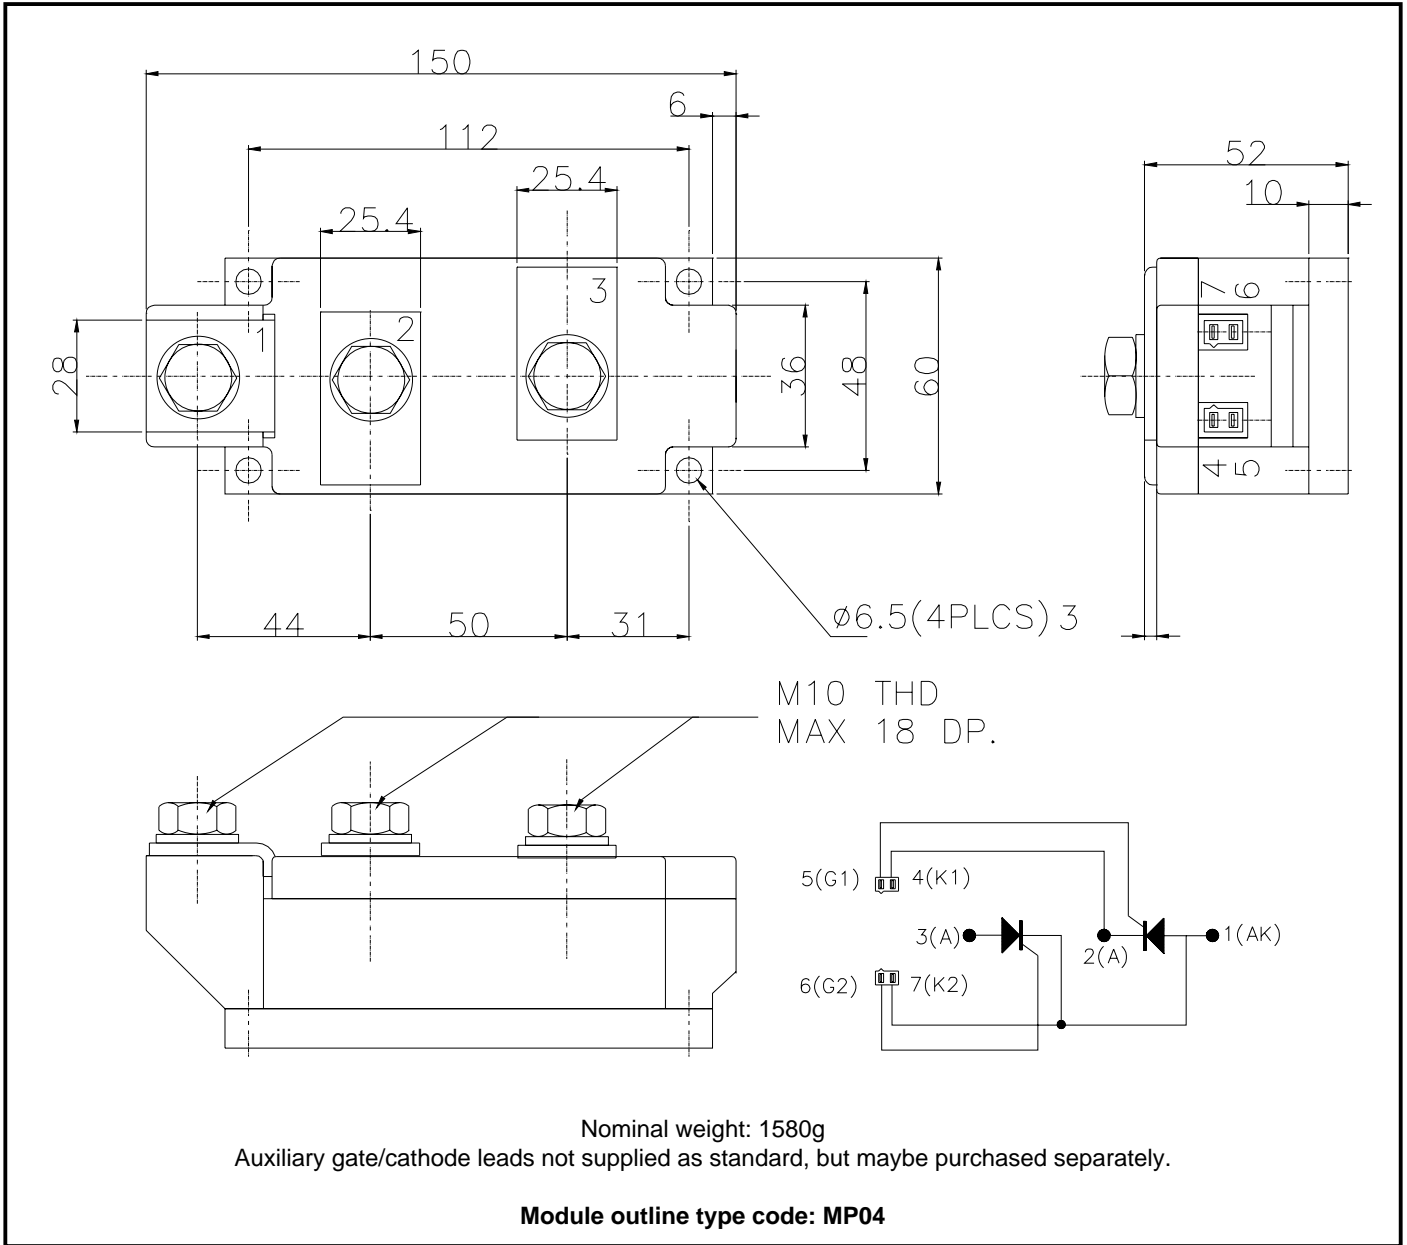 150
6
112
52
25.4
10
25.4
3
7 6
1
2
28
36
48
60
4 5
44
50
31
ø6.5(4PLCS) 3
M10 THD
MAX 18 DP.
5(G1) 4(K1)
3(A) 2(A) 1(AK)
6(G2) 7(K2)
Nominal weight: 1580g
Auxiliary gate/cathode leads not supplied as standard, but maybe purchased separately.
Module outline type code: MP04